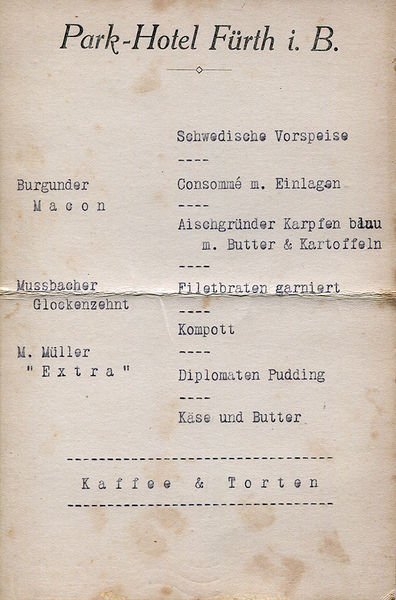 Park-Hotel Fürth i. B.
Schwedische Vorspeise
----
Burgunder
Macon
Consommé m. Einlagen
----
Aischgründer Karpfen blau
m. Butter & Kartoffeln
----
Mussbacher
Glockenzehnt
Filetbraten garniert
----
Kompott
----
M. Müller
"Extra"
Diplomaten Pudding
----
Käse und Butter
-----------------------------
Kaffee & Torten
-----------------------------